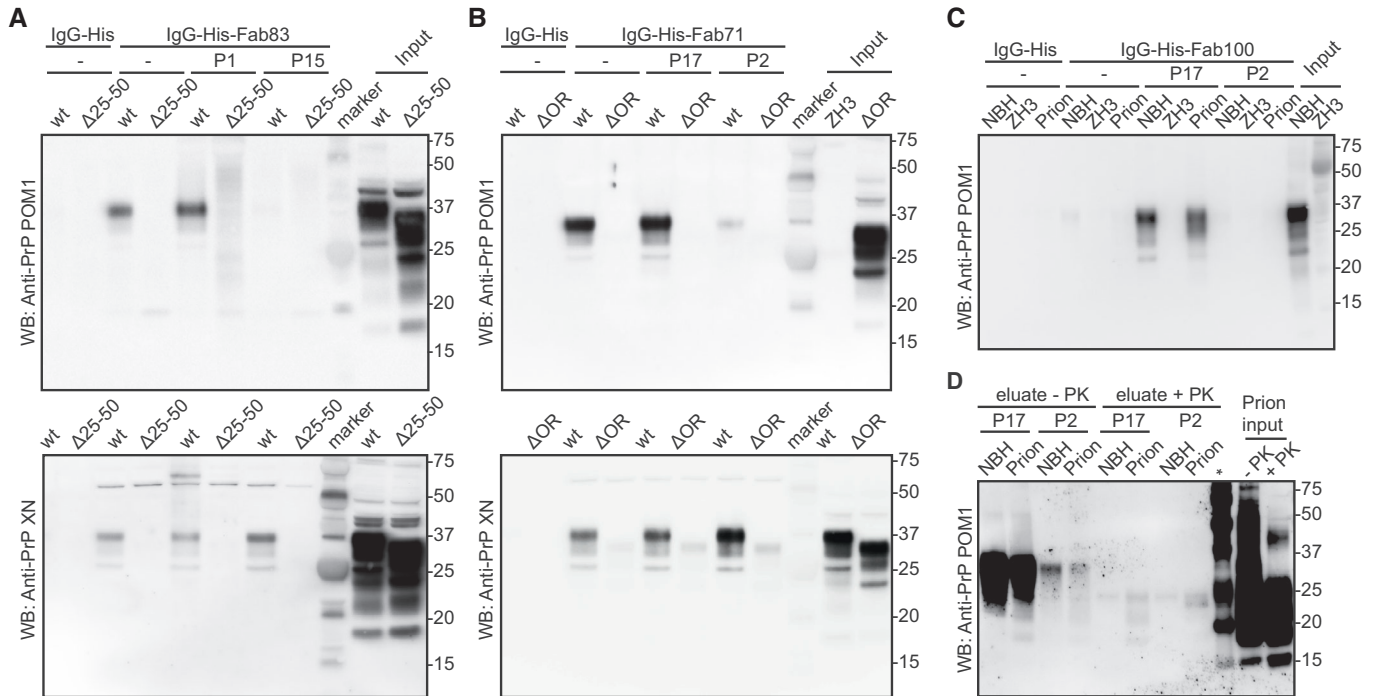 A
IgG-His IgG-His-Fab83
- - P1 P15 Input
wt Δ25-50 wt Δ25-50 wt Δ25-50 wt Δ25-50 marker wt Δ25-50
WB: Anti-PrP POM1
75
50
37
25
20
15
wt Δ25-50 wt Δ25-50 wt Δ25-50 wt Δ25-50 marker wt Δ25-50
WB: Anti-PrP XN
75
50
37
25
20
15
B
IgG-His IgG-His-Fab71
- - P17 P2 Input
wt ΔOR wt ΔOR wt ΔOR wt ΔOR marker ZH3 ΔOR
WB: Anti-PrP POM1
75
50
37
25
20
15
ΔOR wt ΔOR wt ΔOR wt ΔOR marker wt ΔOR
WB: Anti-PrP XN
75
50
37
25
20
15
C
IgG-His IgG-His-Fab100
- - P17 P2 Input
NBH ZH3 Prion NBH ZH3 Prion NBH ZH3 Prion NBH ZH3 Prion NBH ZH3
WB: Anti-PrP POM1
75
50
37
25
20
15
D
eluate - PK eluate + PK Prion
P17 P2 P17 P2 input
NBH Prion NBH Prion NBH Prion NBH Prion * - PK + PK
WB: Anti-PrP POM1
75
50
37
25
20
15